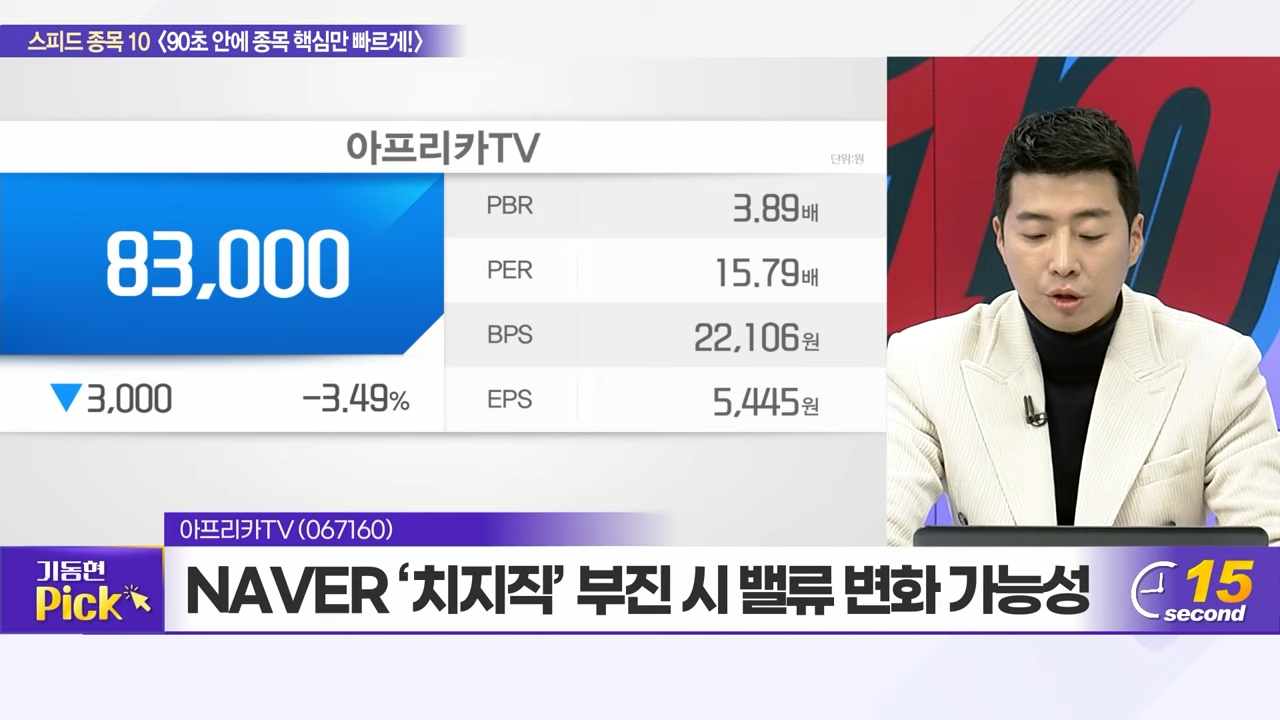 스피드 종목 10 <90초 안에 종목 핵심만 빠르게!>
아프리카TV
단위:원
83,000
▼3,000 -3.49%
PBR 3.89배
PER 15.79배
BPS 22,106원
EPS 5,445원
10
아프리카TV (067160)
기동현
Pick
NAVER ‘치지직’ 부진 시 밸류 변화 가능성
15
second